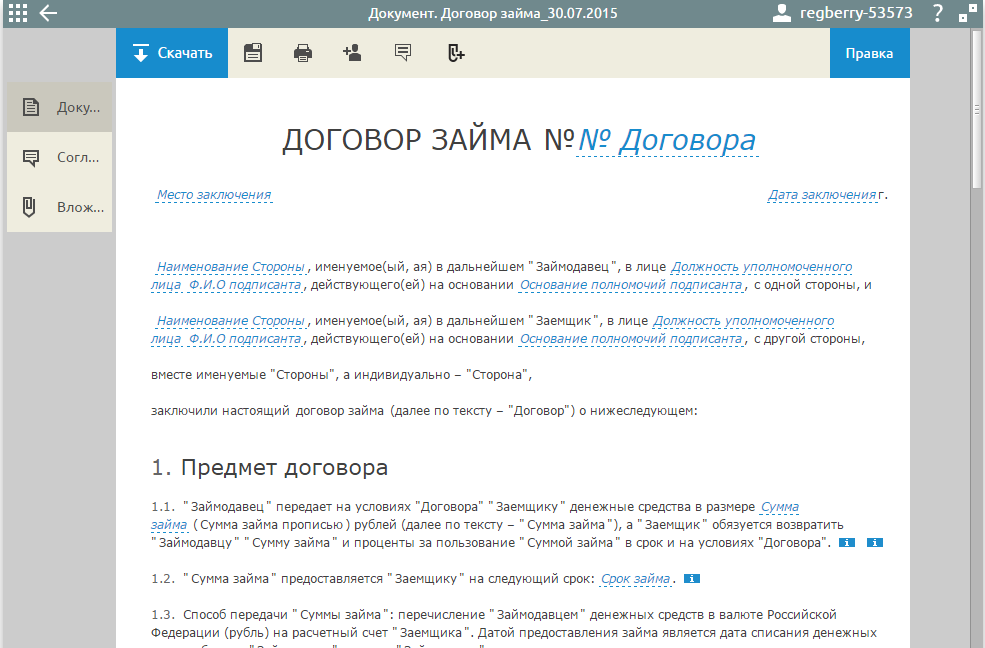 Документ. Договор займа_30.07.2015
regberry-53573 ?
Скачать
Правка
Доку...
Согл...
Влож...
ДОГОВОР ЗАЙМА №№ Договора
Место заключения
Дата заключения г.
Наименование Стороны, именуемое(ый, ая) в дальнейшем "Займодавец", в лице Должность уполномоченного
лица Ф.И.О подписанта, действующего(ей) на основании Основание полномочий подписанта, с одной стороны, и
Наименование Стороны, именуемое(ый, ая) в дальнейшем "Заемщик", в лице Должность уполномоченного
лица Ф.И.О подписанта, действующего(ей) на основании Основание полномочий подписанта, с другой стороны,
вместе именуемые "Стороны", а индивидуально – "Сторона",
заключили настоящий договор займа (далее по тексту – "Договор") о нижеследующем:
1. Предмет договора
1.1. "Займодавец" передает на условиях "Договора" "Заемщику" денежные средства в размере Сумма
займа (Сумма займа прописью) рублей (далее по тексту – "Сумма займа"), а "Заемщик" обязуется возвратить
"Займодавцу" "Сумму займа" и проценты за пользование "Суммой займа" в срок и на условиях "Договора". i i
1.2. "Сумма займа" предоставляется "Заемщику" на следующий срок: Срок займа. i
1.3. Способ передачи "Суммы займа": перечисление "Займодавцем" денежных средств в валюте Российской
Федерации (рубль) на расчетный счет "Заемщика". Датой предоставления займа является дата списания денежных